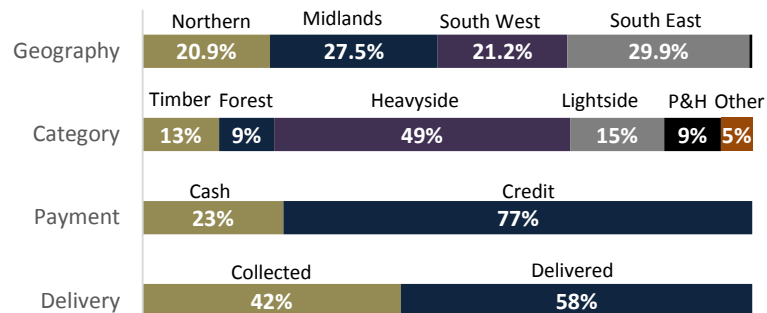 Northern Midlands South West South East
Geography 20.9% 27.5% 21.2% 29.9%
Timber Forest Heavyside Lightside P&H Other
Category 13% 9% 49% 15% 9% 5%
Cash Credit
Payment 23% 77%
Collected Delivered
Delivery 42% 58%